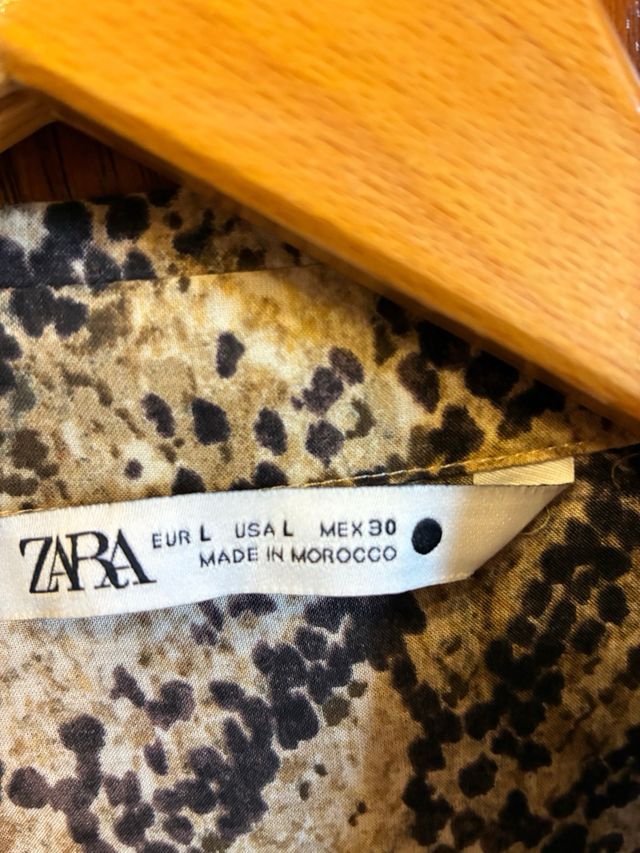 ZARA
EUR L USA L MEX 30
MADE IN MOROCCO